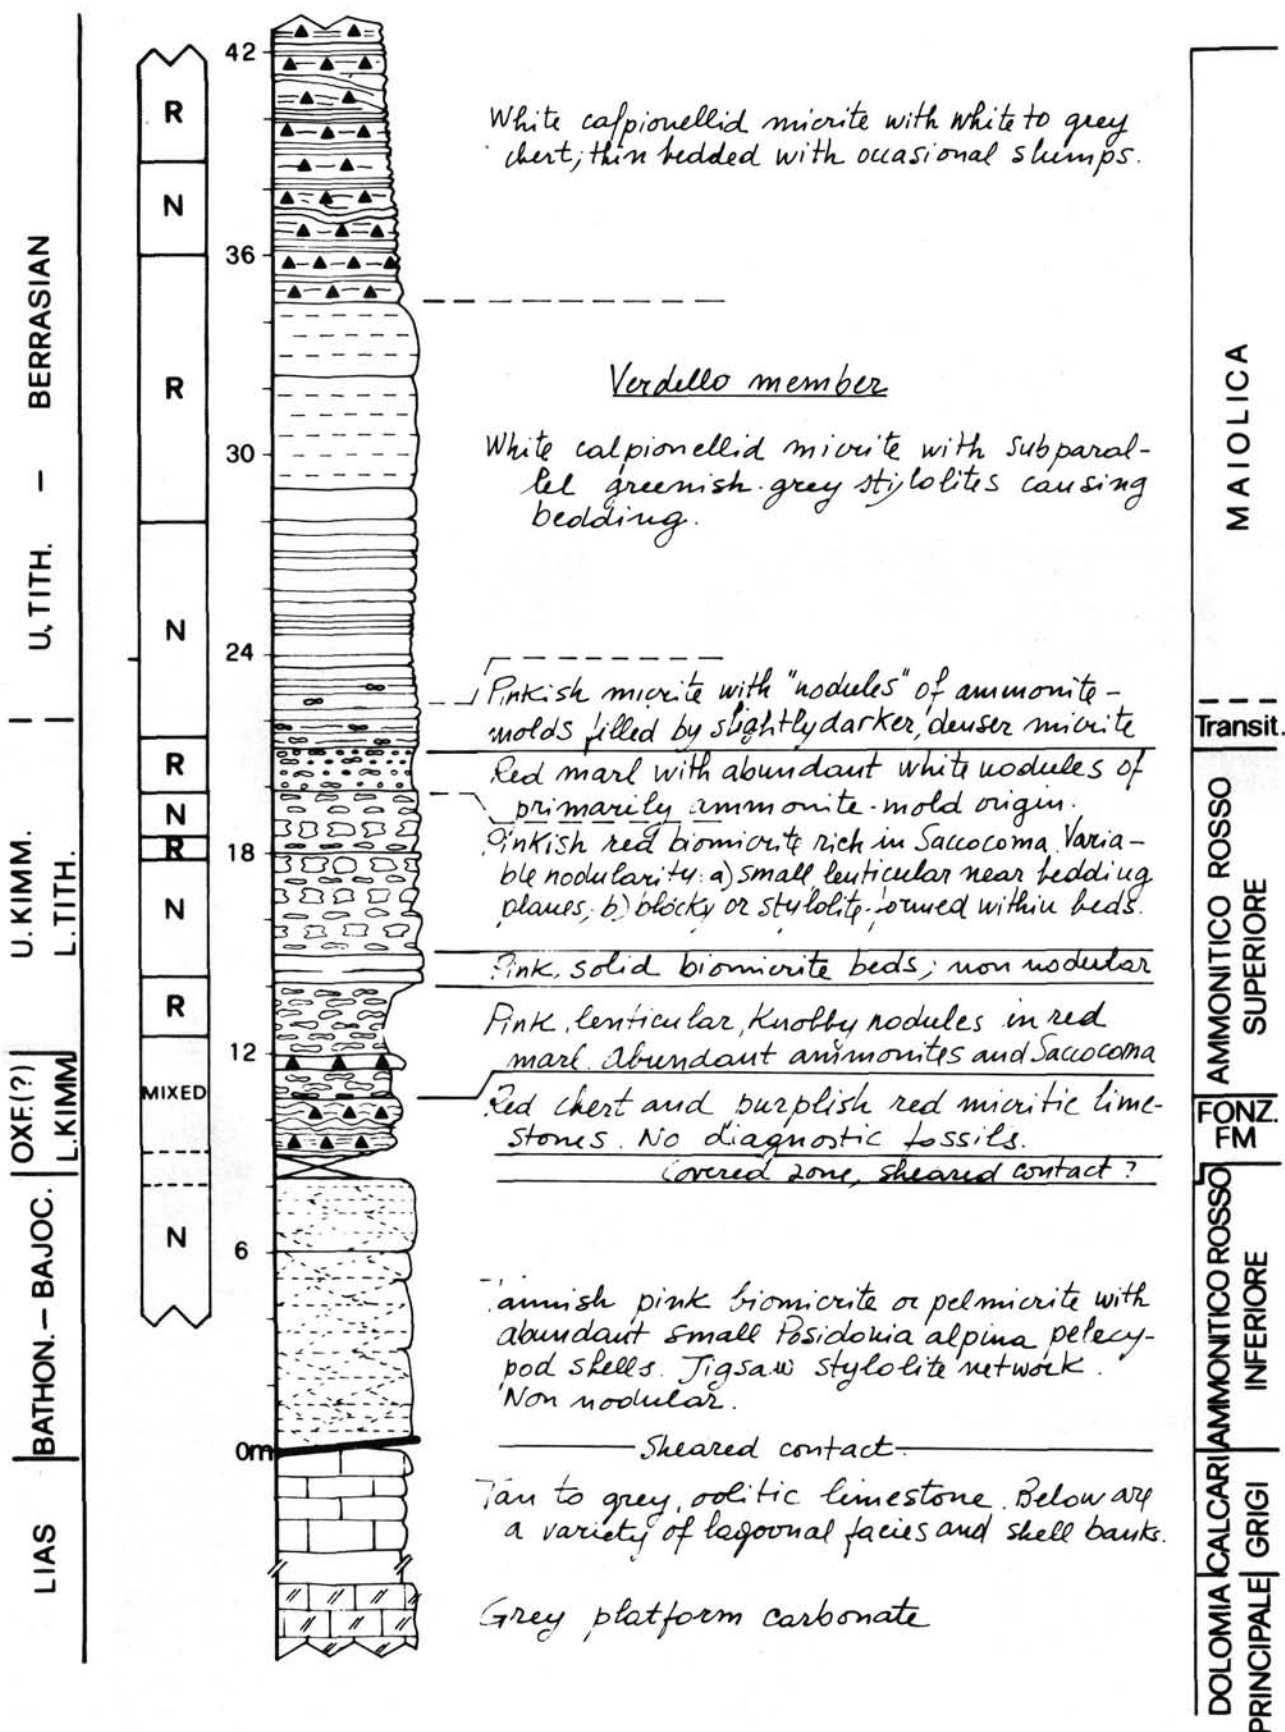 BERRASIAN
–
U. TITH.
U. KIMM.
L. TITH.
OXF.(?)
L. KIMM
BATHON. – BAJOC.
LIAS
R
N
R
N
R
N
R
N
R
MIXED
N
42
36
30
24
18
12
6
0m
White calpionellid micrite with white to grey
chert; thin bedded with occasional slumps.
Verdello member
White calpionellid micrite with subparal-
lel greenish-grey stylolites causing
bedding.
Pinkish micrite with "nodules" of ammonite-
molds filled by slightly darker, denser micrite
Red marl with abundant white nodules of
primarily ammonite-mold origin.
Pinkish red biomicrite rich in Saccocoma. Varia-
ble nodularity: a) small lenticular near bedding
planes; b) blocky or stylolite-formed within beds.
Pink, solid biomicrite beds; non nodular
Pink, lenticular, knobby nodules in red
marl. Abundant ammonites and Saccocoma
Red chert and purplish red micritic lime-
stones. No diagnostic fossils.
Covered zone, sheared contact?
Tannish pink biomicrite or pelmicrite with
abundant small Posidonia alpina pelecy-
pod shells. Jigsaw stylolite network.
Non nodular.
Sheared contact
Tan to grey, oolitic limestone. Below are
a variety of lagoonal facies and shell banks.
Grey platform carbonate
MAIOLICA
Transit.
AMMONITICO ROSSO
SUPERIORE
FONZ.
FM
AMMONITICO ROSSO
INFERIORE
CALCARI
GRIGI
DOLOMIA
PRINCIPALE